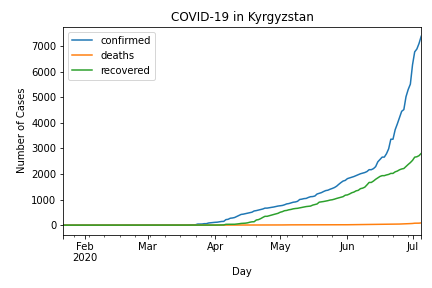 COVID-19 in Kyrgyzstan
confirmed
deaths
recovered
Number of Cases
7000
6000
5000
4000
3000
2000
1000
0
Feb Mar Apr May Jun Jul
2020
Day